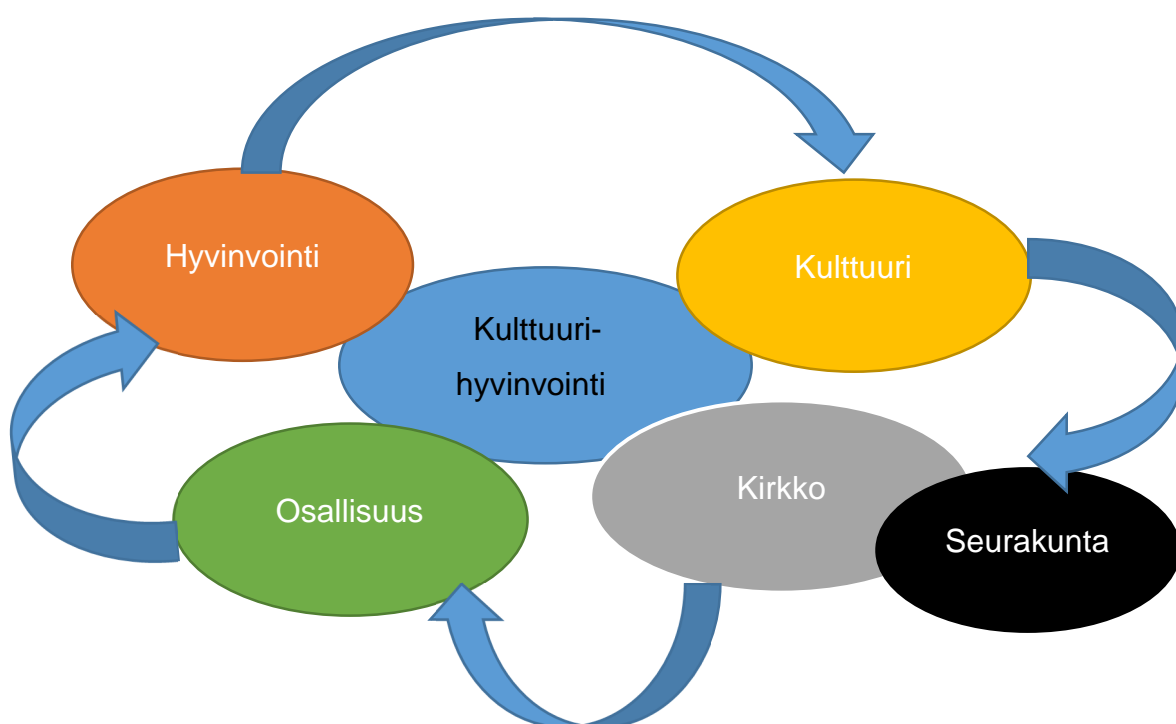 Hyvinvointi
Kulttuuri
Kulttuuri-
hyvinvointi
Kirkko
Osallisuus
Seurakunta